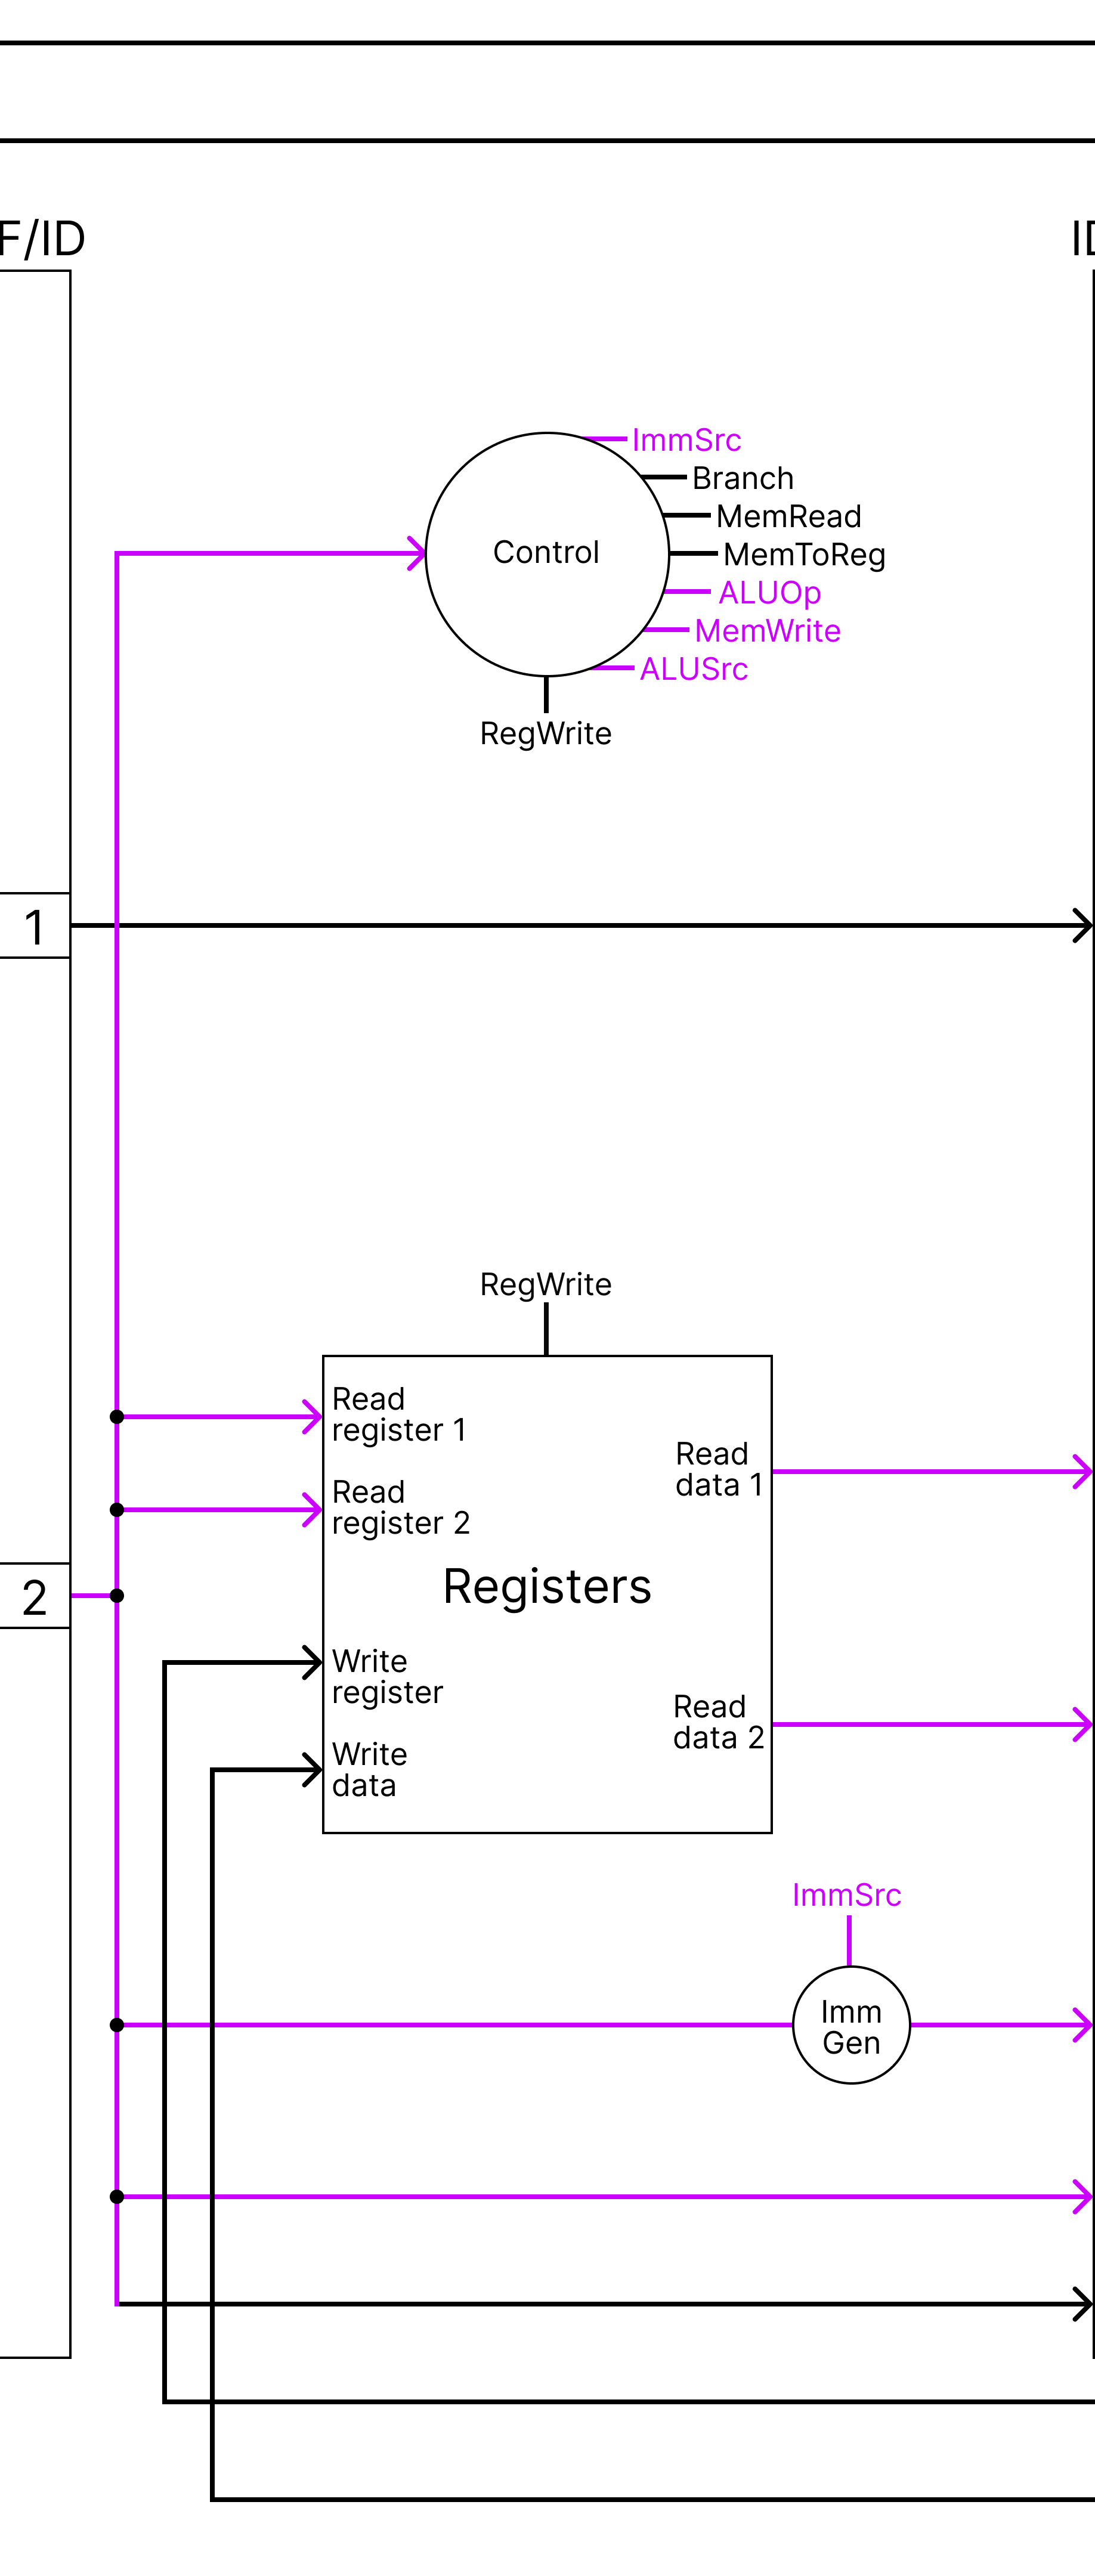 F/ID
ID
ImmSrc
Branch
MemRead
Control
MemToReg
ALUOp
MemWrite
ALUSrc
RegWrite
1
RegWrite
Read
register 1
Read
data 1
Read
register 2
Registers
2
Write
register
Read
data 2
Write
data
ImmSrc
Imm
Gen